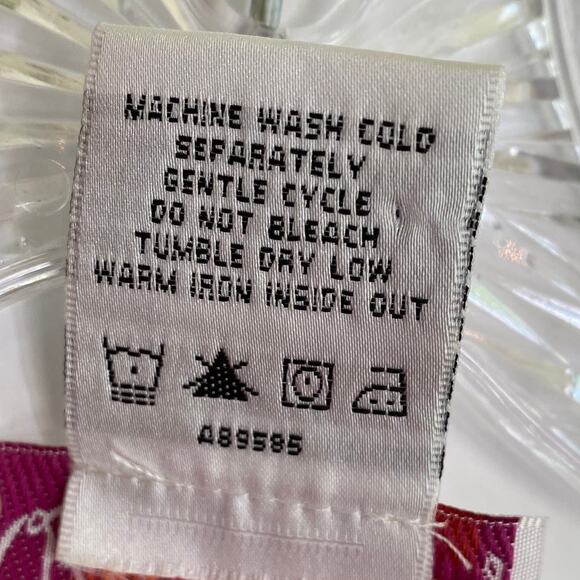 MACHINE WASH COLD
SEPARATELY
GENTLE CYCLE
DO NOT BLEACH
TUMBLE DRY LOW
WARM IRON INSIDE OUT
A89585